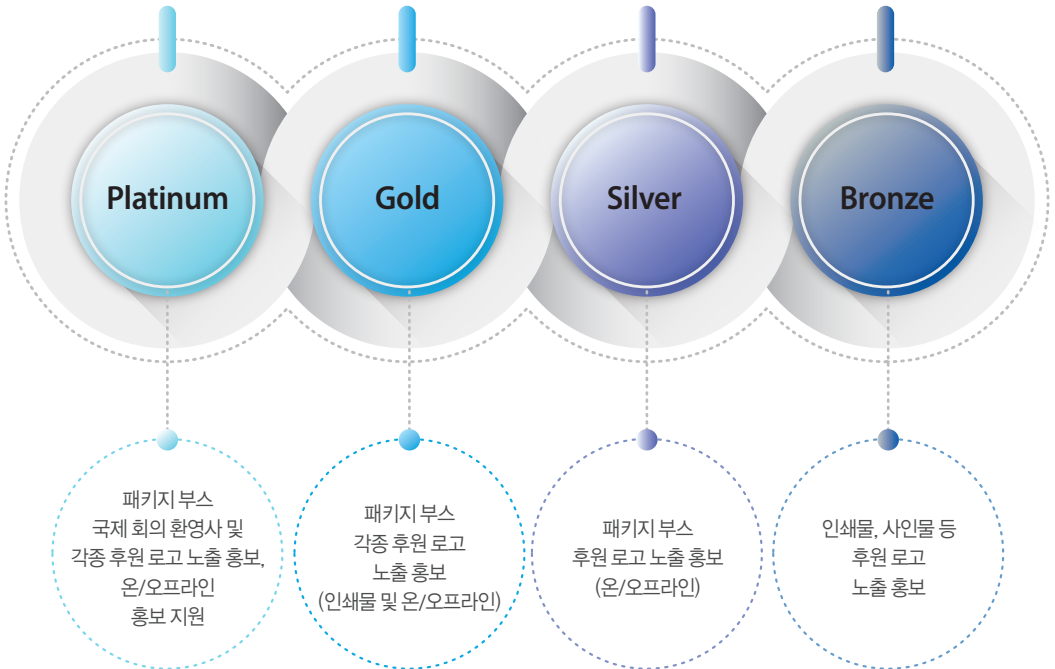 Platinum
Gold
Silver
Bronze
패키지 부스
국제 회의 환영사 및
각종 후원 로고 노출 홍보,
온/오프라인
홍보 지원
패키지 부스
각종 후원 로고
노출 홍보
(인쇄물 및 온/오프라인)
패키지 부스
후원 로고 노출 홍보
(온/오프라인)
인쇄물, 사인물 등
후원 로고
노출 홍보